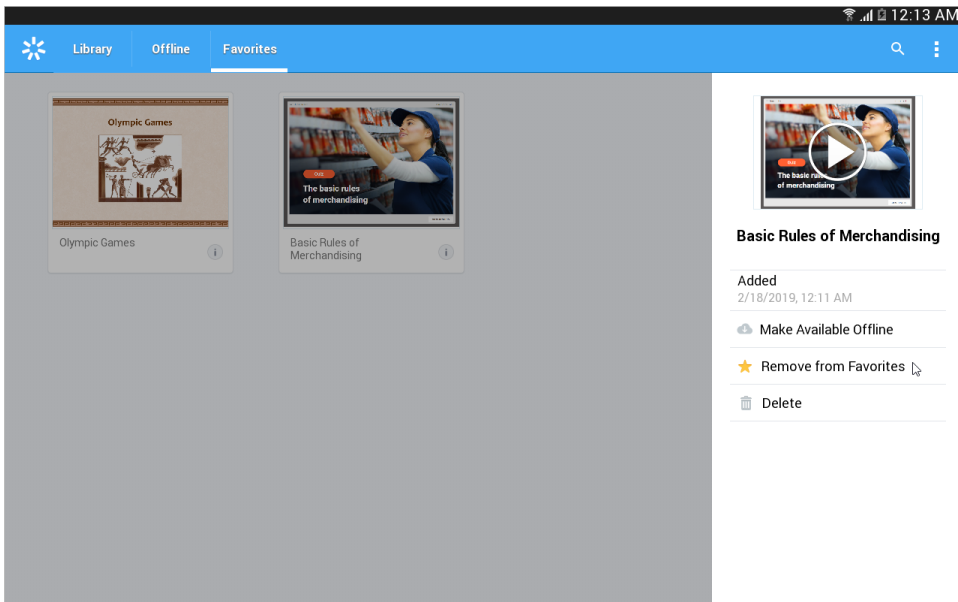 12:13 AM
Library
Offline
Favorites
Olympic Games
Quiz
The basic rules
of merchandising
Olympic Games
Basic Rules of
Merchandising
Quiz
The basic rules
of merchandising
Basic Rules of Merchandising
Added
2/18/2019, 12:11 AM
Make Available Offline
Remove from Favorites
Delete